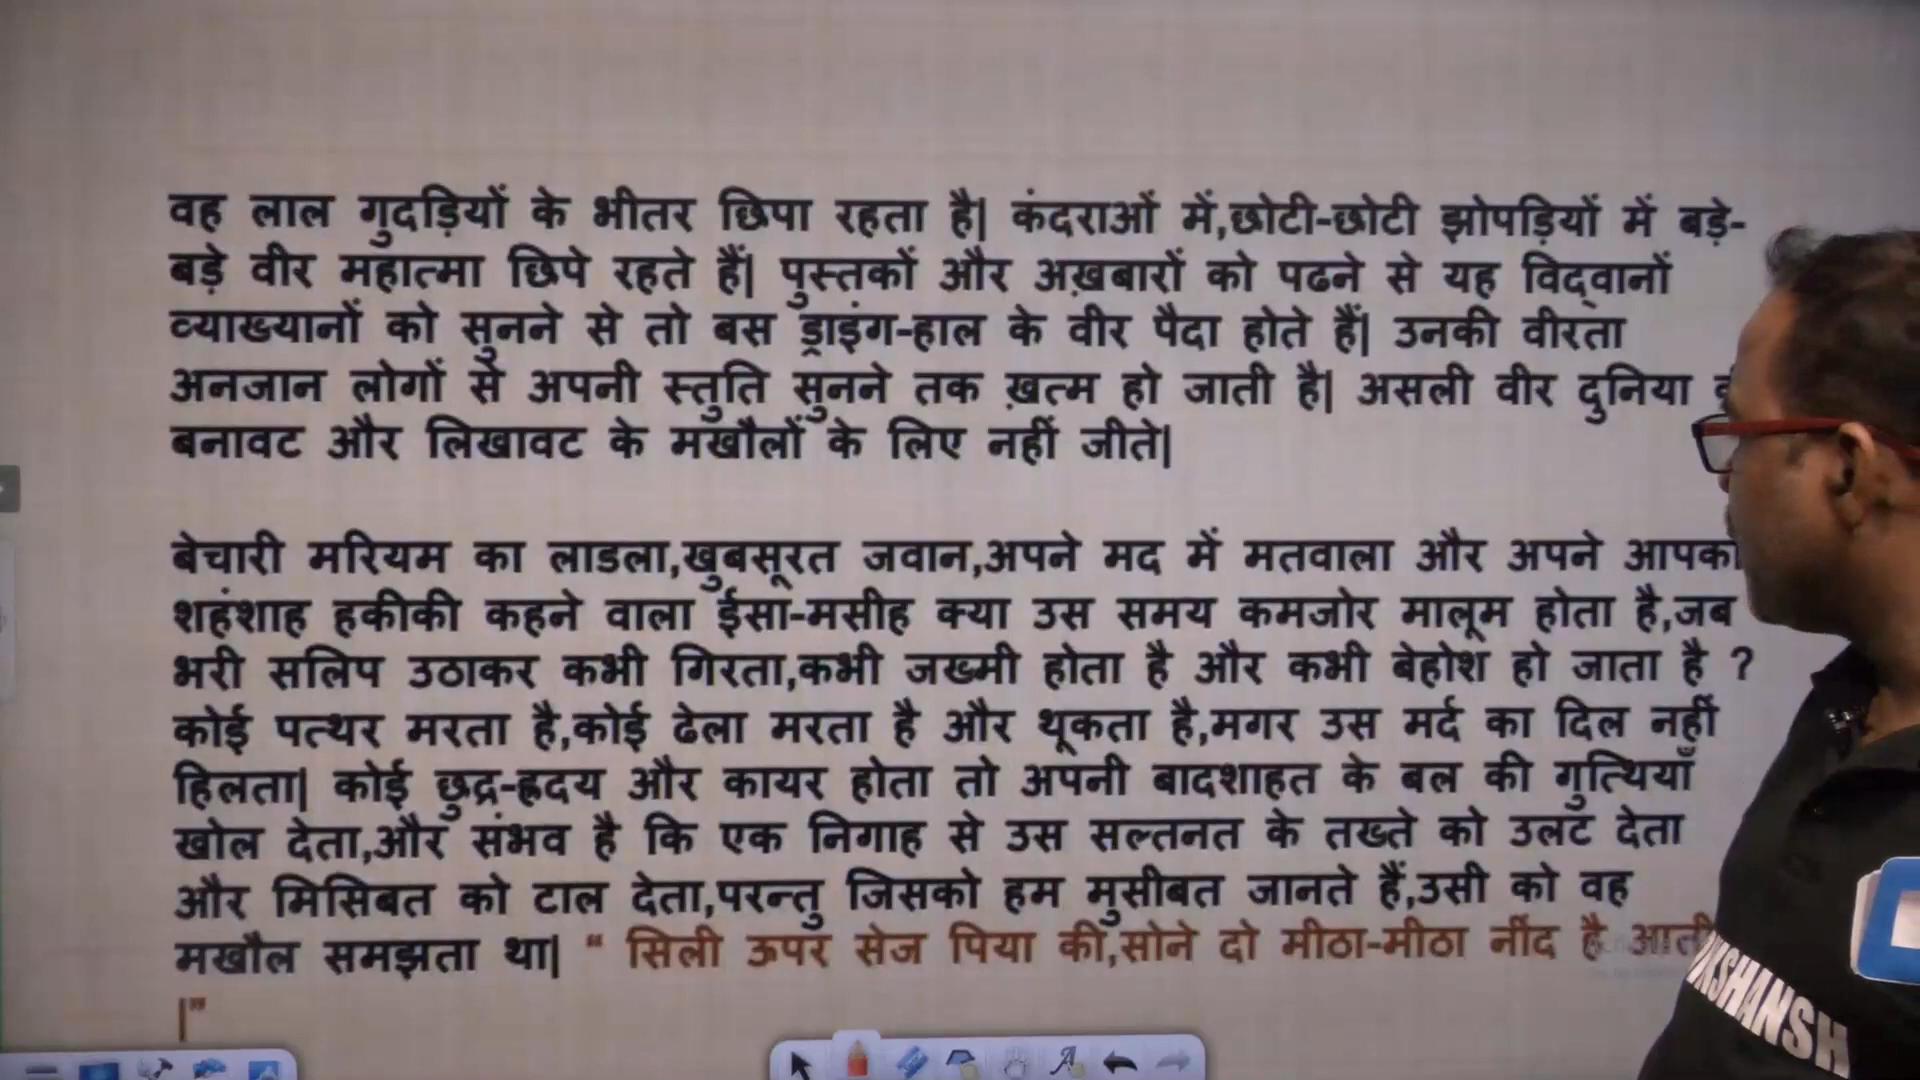 वह लाल गुदड़ियों के भीतर छिपा रहता है| कंदराओं में,छोटी-छोटी झोपड़ियों में बड़े-
बड़े वीर महात्मा छिपे रहते हैं| पुस्तकों और अख़बारों को पढने से यह विद्वानों
व्याख्यानों को सुनने से तो बस ड्राइंग-हाल के वीर पैदा होते हैं| उनकी वीरता
अनजान लोगों से अपनी स्तुति सुनने तक ख़त्म हो जाती है| असली वीर दुनिया
बनावट और लिखावट के मखौलों के लिए नहीं जीते|
बेचारी मरियम का लाडला,खुबसूरत जवान,अपने मद में मतवाला और अपने आपको
शहंशाह हकीकी कहने वाला ईसा-मसीह क्या उस समय कमजोर मालूम होता है,जब
भरी सलिप उठाकर कभी गिरता,कभी जख्मी होता है और कभी बेहोश हो जाता है ?
कोई पत्थर मरता है,कोई ढेला मरता है और थूकता है,मगर उस मर्द का दिल नहीं
हिलता| कोई छुद्र-ह्रदय और कायर होता तो अपनी बादशाहत के बल की गुत्थियाँ
खोल देता,और संभव है कि एक निगाह से उस सल्तनत के तख्ते को उलट देता
और मिसिबत को टाल देता,परन्तु जिसको हम मुसीबत जानते हैं,उसी को वह
मखौल समझता था| “ सिली ऊपर सेज पिया की,सोने दो मीठा-मीठा नींद है आती
|”
KSHANSH